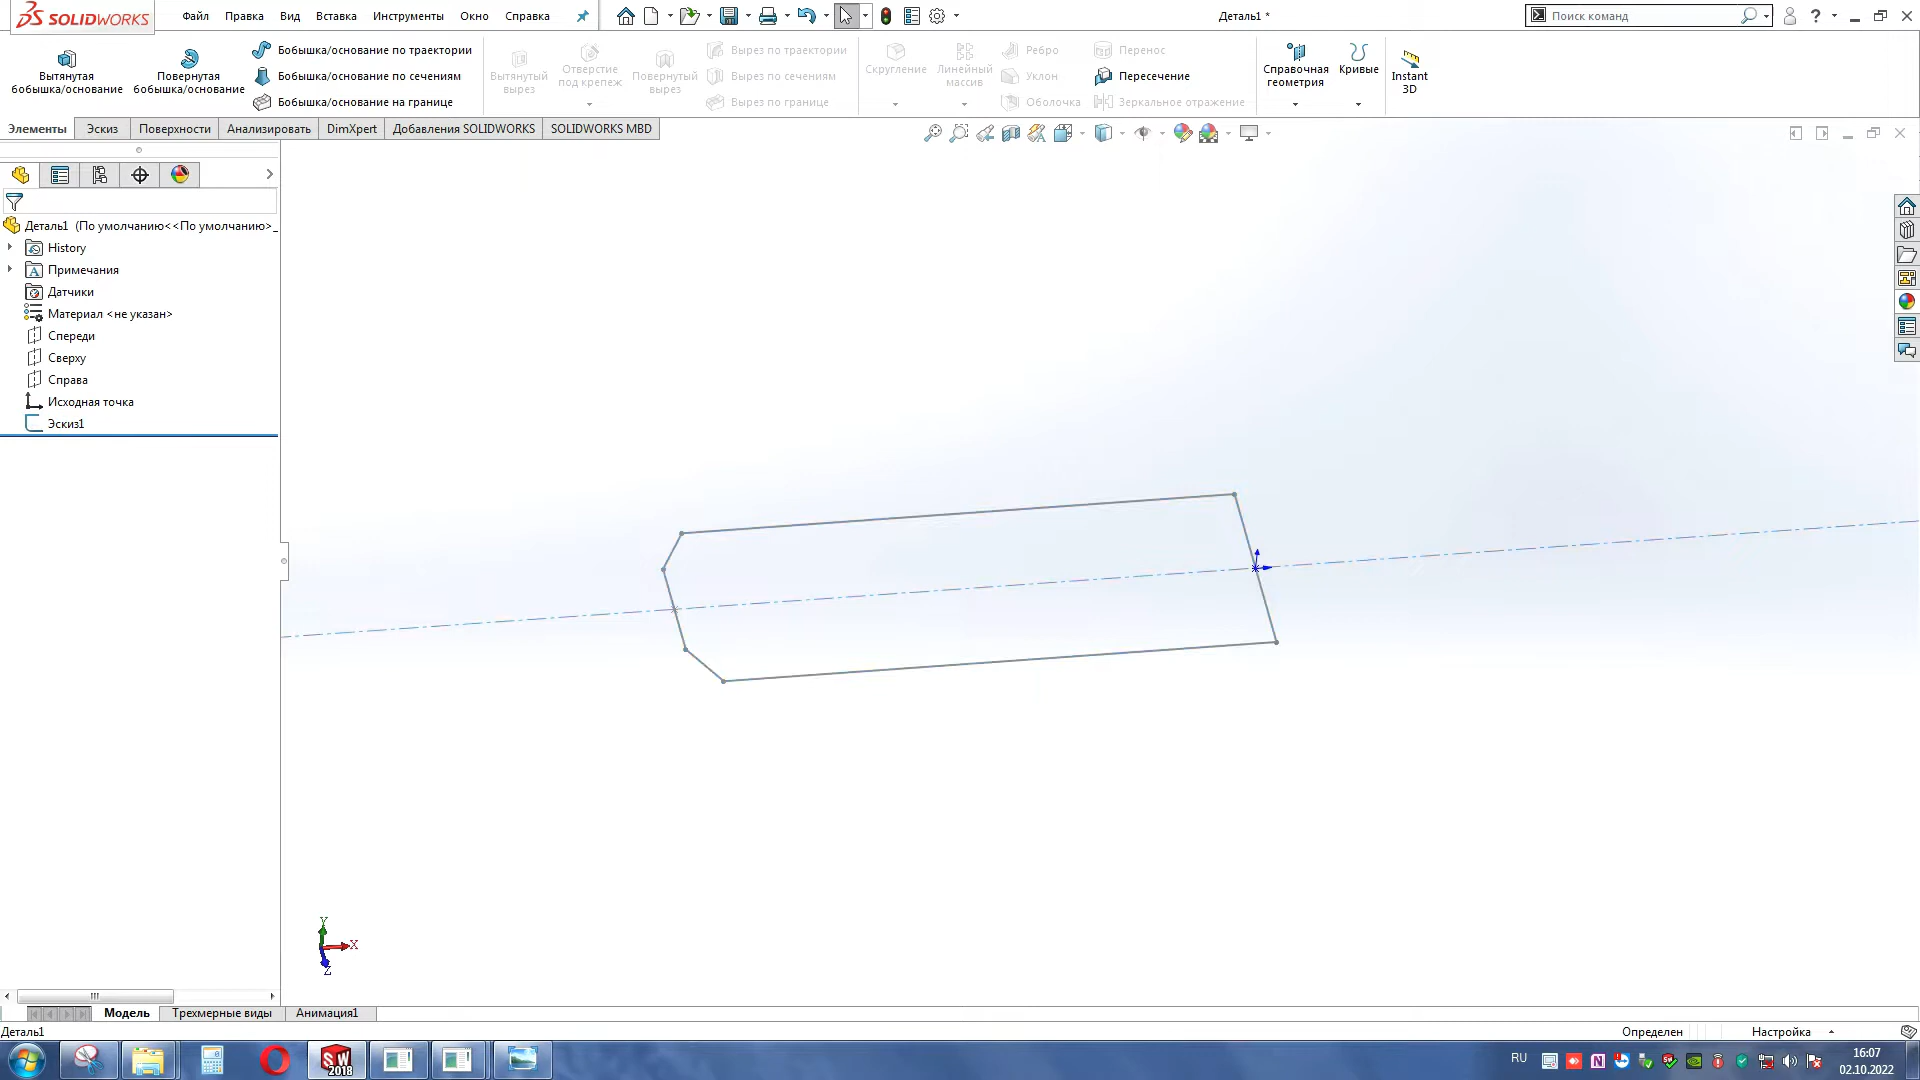 SOLIDWORKS
Файл Правка Вид Вставка Инструменты Окно Справка
Деталь1 *
Поиск команд
Вытянутая бобышка/основание
Повернутая бобышка/основание
Бобышка/основание по траектории
Бобышка/основание по сечениям
Бобышка/основание на границе
Вытянутый вырез
Отверстие под крепеж
Повернутый вырез
Вырез по траектории
Вырез по сечениям
Вырез по границе
Скругление
Линейный массив
Ребро
Уклон
Оболочка
Перенос
Пересечение
Зеркальное отражение
Справочная геометрия
Кривые
Instant 3D
Элементы Эскиз Поверхности Анализировать DimXpert Добавления SOLIDWORKS SOLIDWORKS MBD
Деталь1 (По умолчанию<<По умолчанию>_
History
Примечания
Датчики
Материал <не указан>
Спереди
Сверху
Справа
Исходная точка
Эскиз1
Y
X
Z
Модель Трехмерные виды Анимация1
Деталь1
Определен
Настройка
SW 2018
RU
16:07
02.10.2022